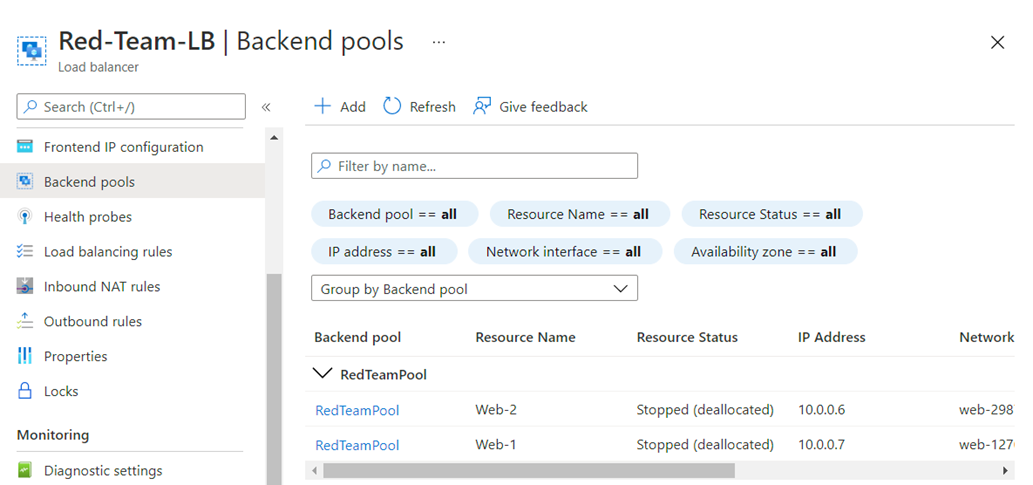 Red-Team-LB | Backend pools ...
Load balancer
Search (Ctrl+/)
«
Frontend IP configuration
Backend pools
Health probes
Load balancing rules
Inbound NAT rules
Outbound rules
Properties
Locks
Monitoring
Diagnostic settings
Add Refresh Give feedback
Filter by name...
Backend pool == all Resource Name == all Resource Status == all
IP address == all Network interface == all Availability zone == all
Group by Backend pool
Backend pool Resource Name Resource Status IP Address Network
RedTeamPool
RedTeamPool Web-2 Stopped (deallocated) 10.0.0.6 web-298
RedTeamPool Web-1 Stopped (deallocated) 10.0.0.7 web-127